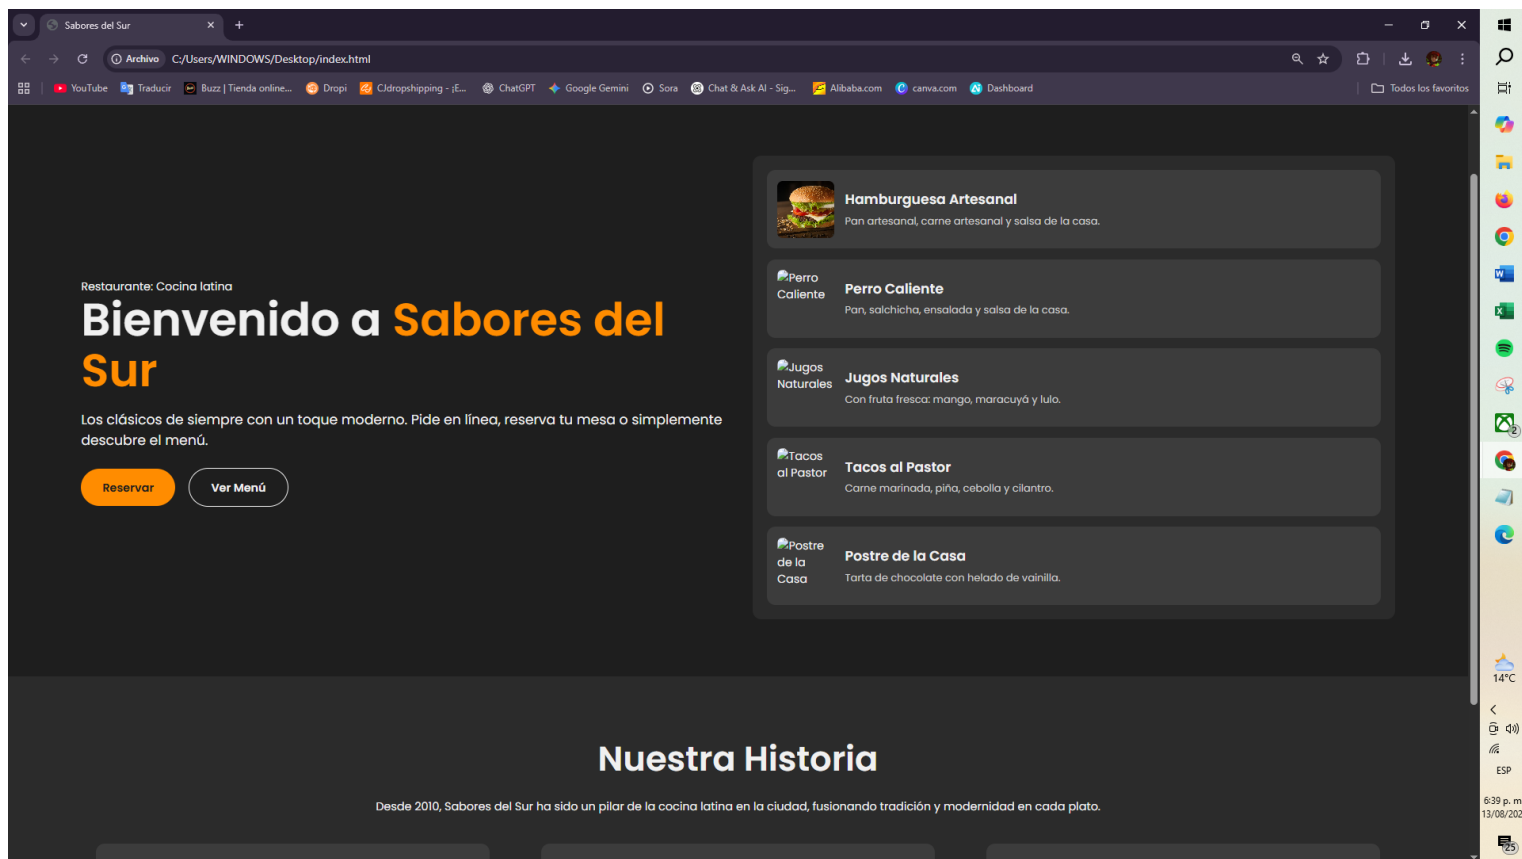 Sabores del Sur
Archivo C:/Users/WINDOWS/Desktop/index.html
YouTube Traducir Buzz | Tienda online... Dropi CJdropshipping - ¡E... ChatGPT Google Gemini Sora Chat & Ask AI - Sig... Alibaba.com canva.com Dashboard Todos los favoritos
Restaurante: Cocina latina
Bienvenido a Sabores del
Sur
Los clásicos de siempre con un toque moderno. Pide en línea, reserva tu mesa o simplemente
descubre el menú.
Reservar Ver Menú
Hamburguesa Artesanal
Pan artesanal, carne artesanal y salsa de la casa.
Perro
Caliente
Perro Caliente
Pan, salchicha, ensalada y salsa de la casa.
Jugos
Naturales
Jugos Naturales
Con fruta fresca: mango, maracuyá y lulo.
Tacos
al Pastor
Tacos al Pastor
Carne marinada, piña, cebolla y cilantro.
Postre
de la
Casa
Postre de la Casa
Tarta de chocolate con helado de vainilla.
Nuestra Historia
Desde 2010, Sabores del Sur ha sido un pilar de la cocina latina en la ciudad, fusionando tradición y modernidad en cada plato.
2
14°C
ESP
6:39 p. m
13/08/202
25